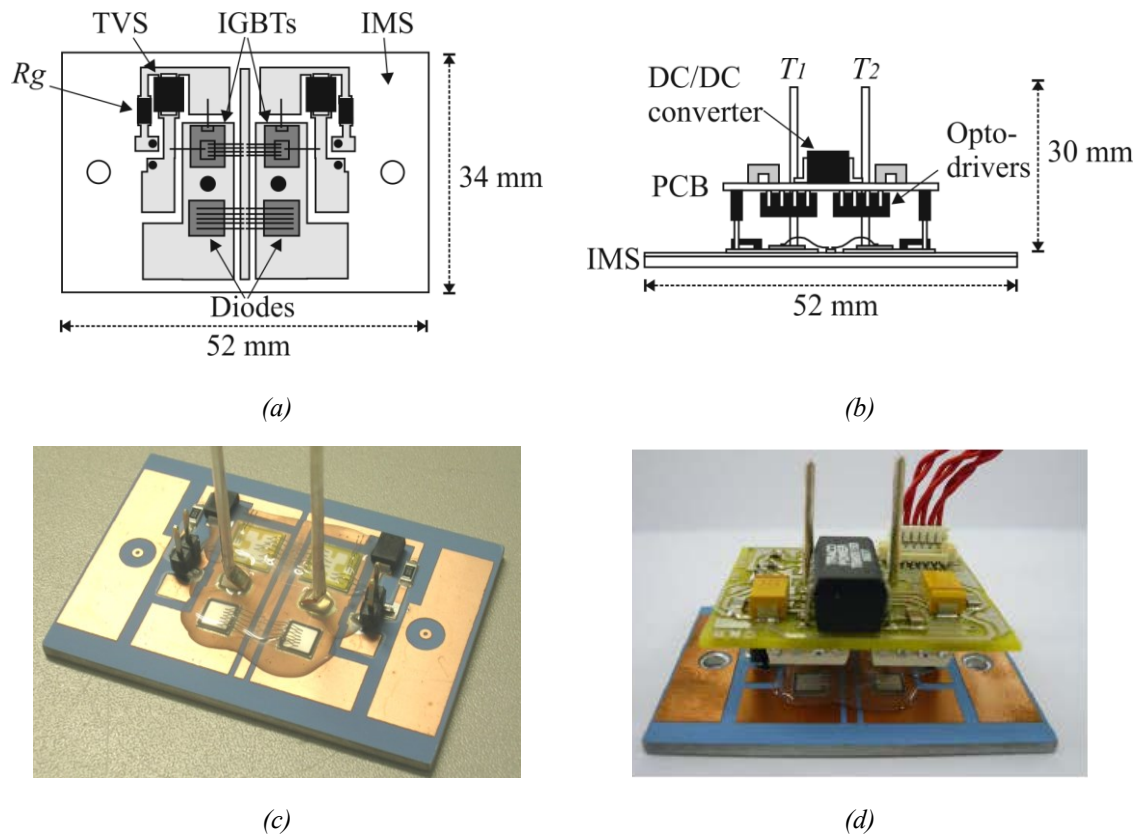 TVS IGBTs IMS
Rg
34 mm
Diodes
52 mm
(a)
T1 T2
DC/DC
converter
Opto-
drivers
30 mm
PCB
IMS
52 mm
(b)
(c)
(d)